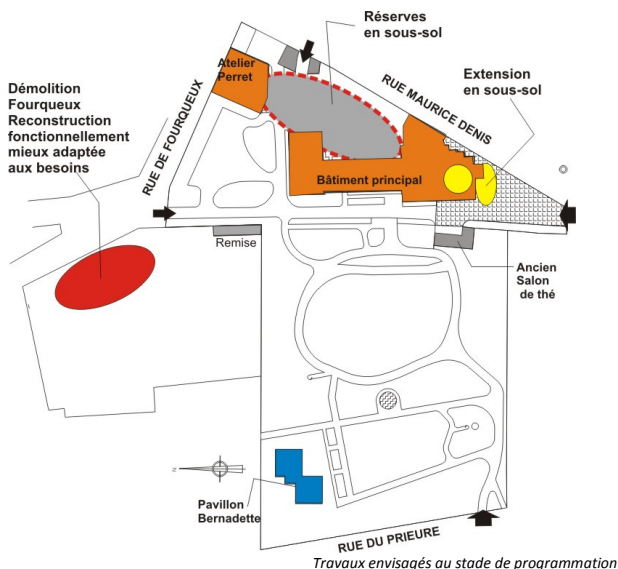 Réserves
en sous-sol
Atelier
Perret
Extension
en sous-sol
RUE MAURICE DENIS
Démolition
Fourqueux
Reconstruction
fonctionnellement
mieux adaptée
aux besoins
RUE DE FOURQUEUX
Bâtiment principal
Remise
Ancien
Salon
de thé
N
Pavillon
Bernadette
RUE DU PRIEURE
Travaux envisagés au stade de programmation